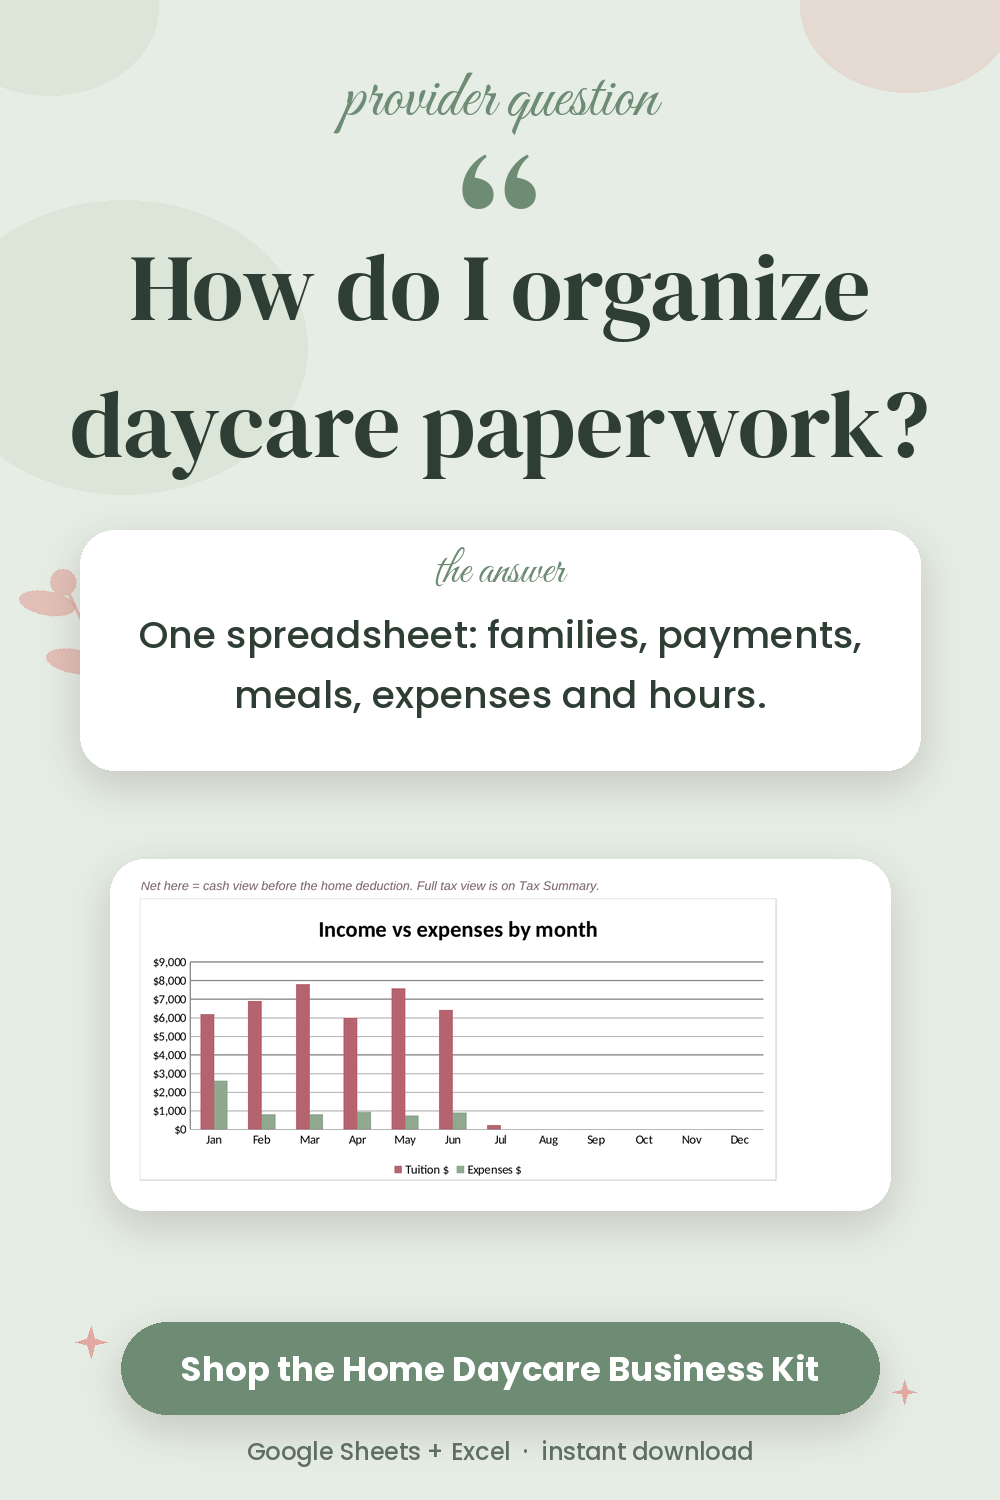 provider question
“
How do I organize
daycare paperwork?
the answer
One spreadsheet: families, payments,
meals, expenses and hours.
Net here = cash view before the home deduction. Full tax view is on Tax Summary.
Income vs expenses by month
$9,000
$8,000
$7,000
$6,000
$5,000
$4,000
$3,000
$2,000
$1,000
$0
Jan Feb Mar Apr May Jun Jul Aug Sep Oct Nov Dec
Tuition $ Expenses $
Shop the Home Daycare Business Kit
Google Sheets + Excel · instant download